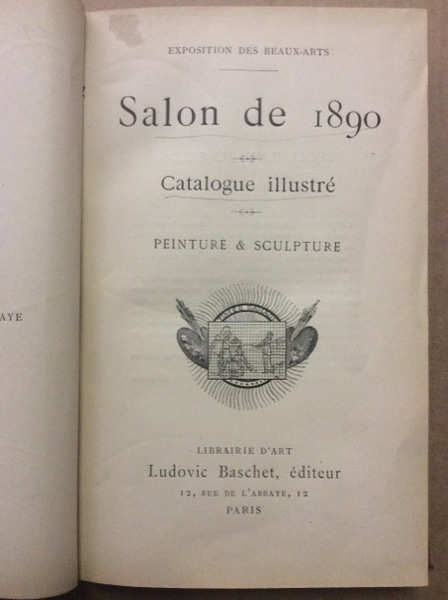 AYE
EXPOSITION DES BEAUX-ARTS
Salon de 1890
Catalogue illustré
PEINTURE & SCULPTURE
LIBRAIRIE D'ART
Ludovic Baschet, éditeur
12, RUE DE L'ABBAYE, 12
PARIS